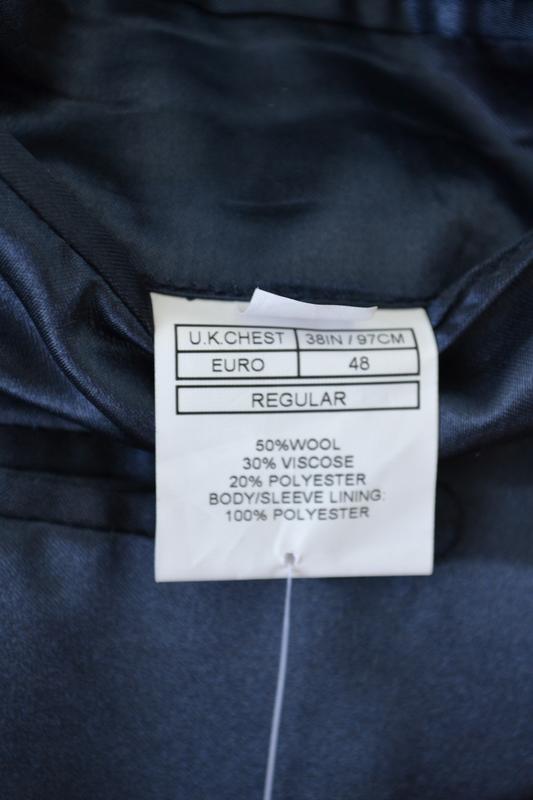 U.K.CHEST 38IN / 97CM
EURO 48
REGULAR
50%WOOL
30% VISCOSE
20% POLYESTER
BODY/SLEEVE LINING:
100% POLYESTER